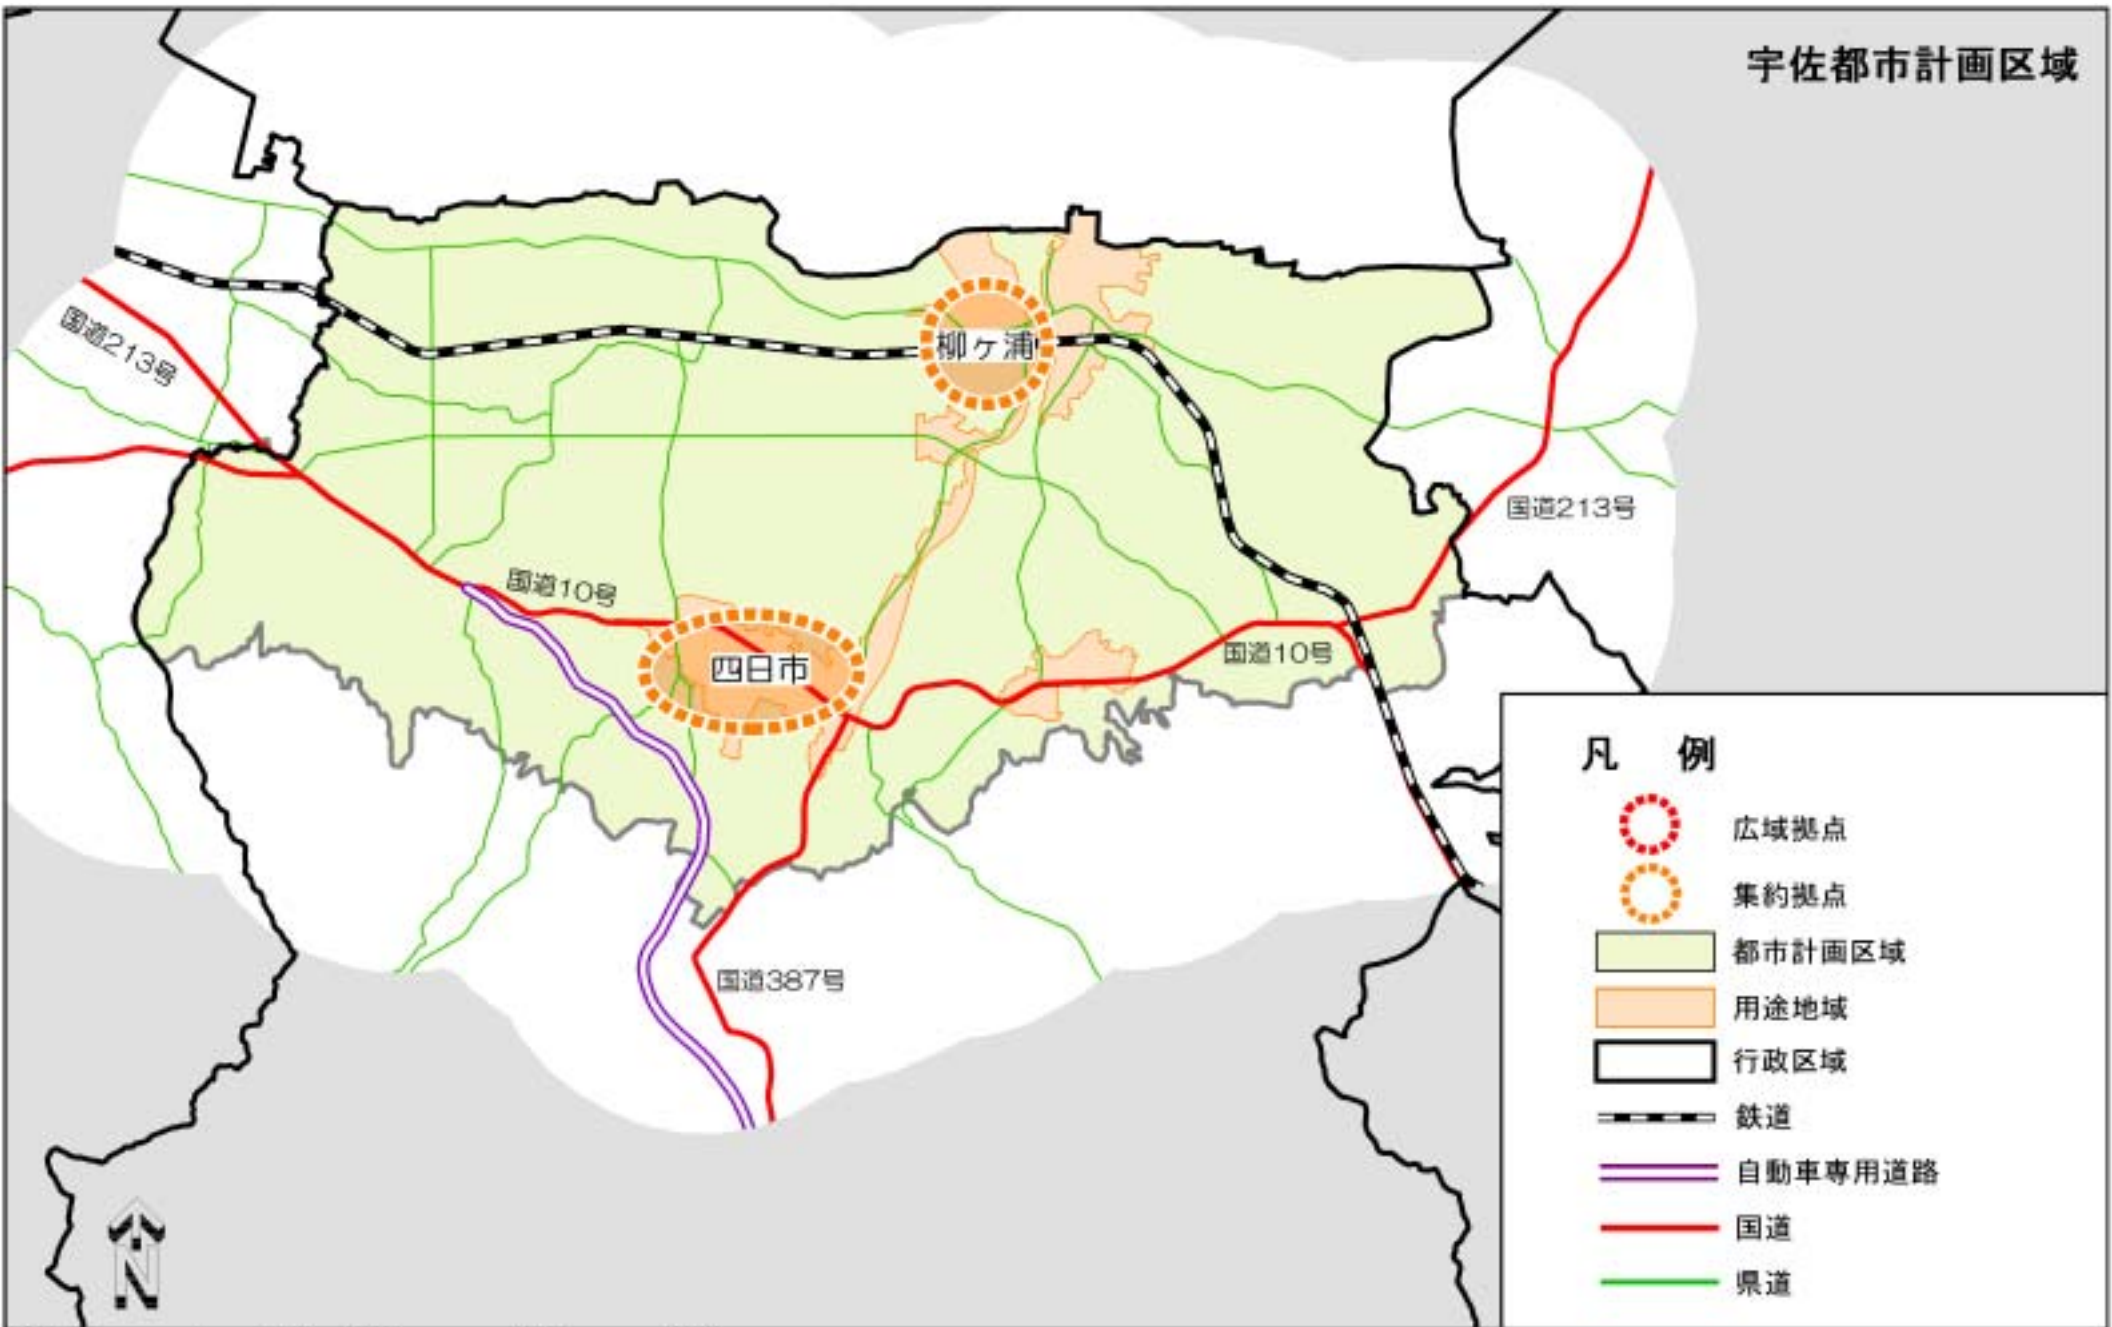 宇佐都市計画区域
国道213号
柳ヶ浦
国道213号
国道10号
四日市
国道10号
国道387号
凡 例
広域拠点
集約拠点
都市計画区域
用途地域
行政区域
鉄道
自動車専用道路
国道
県道
N